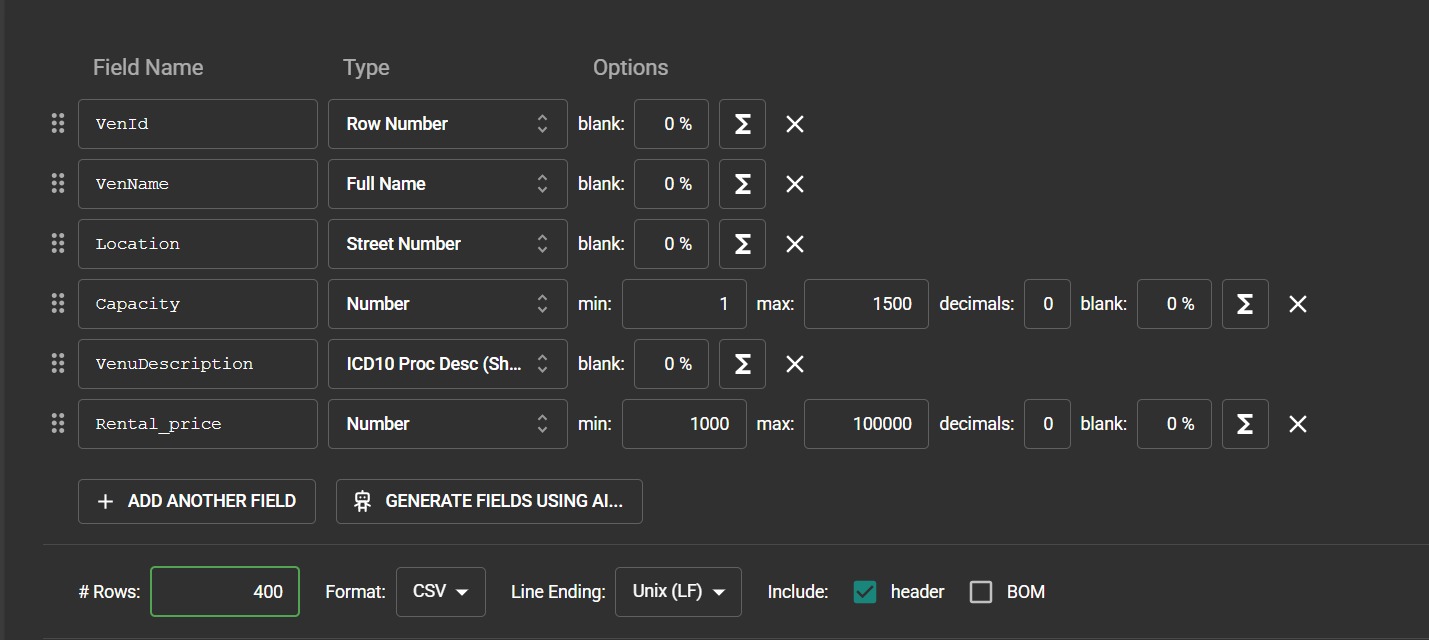 Field Name Type Options
VenId Row Number blank: 0 % Σ
VenName Full Name blank: 0 % Σ
Location Street Number blank: 0 % Σ
Capacity Number min: 1 max: 1500 decimals: 0 blank: 0 % Σ
VenuDescription ICD10 Proc Desc (Sh... blank: 0 % Σ
Rental_price Number min: 1000 max: 100000 decimals: 0 blank: 0 % Σ
+ ADD ANOTHER FIELD GENERATE FIELDS USING AI...
# Rows: 400 Format: CSV Line Ending: Unix (LF) Include: header BOM